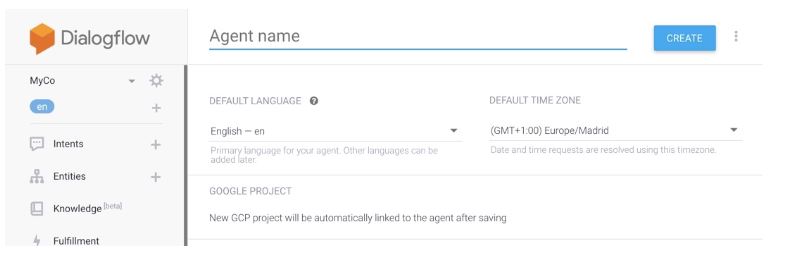 Dialogflow
Agent name
CREATE
MyCo
en
Intents
Entities
Knowledge [beta]
Fulfillment
DEFAULT LANGUAGE ?
DEFAULT TIME ZONE
English — en
(GMT+1:00) Europe/Madrid
Primary language for your agent. Other languages can be
added later.
Date and time requests are resolved using this timezone.
GOOGLE PROJECT
New GCP project will be automatically linked to the agent after saving